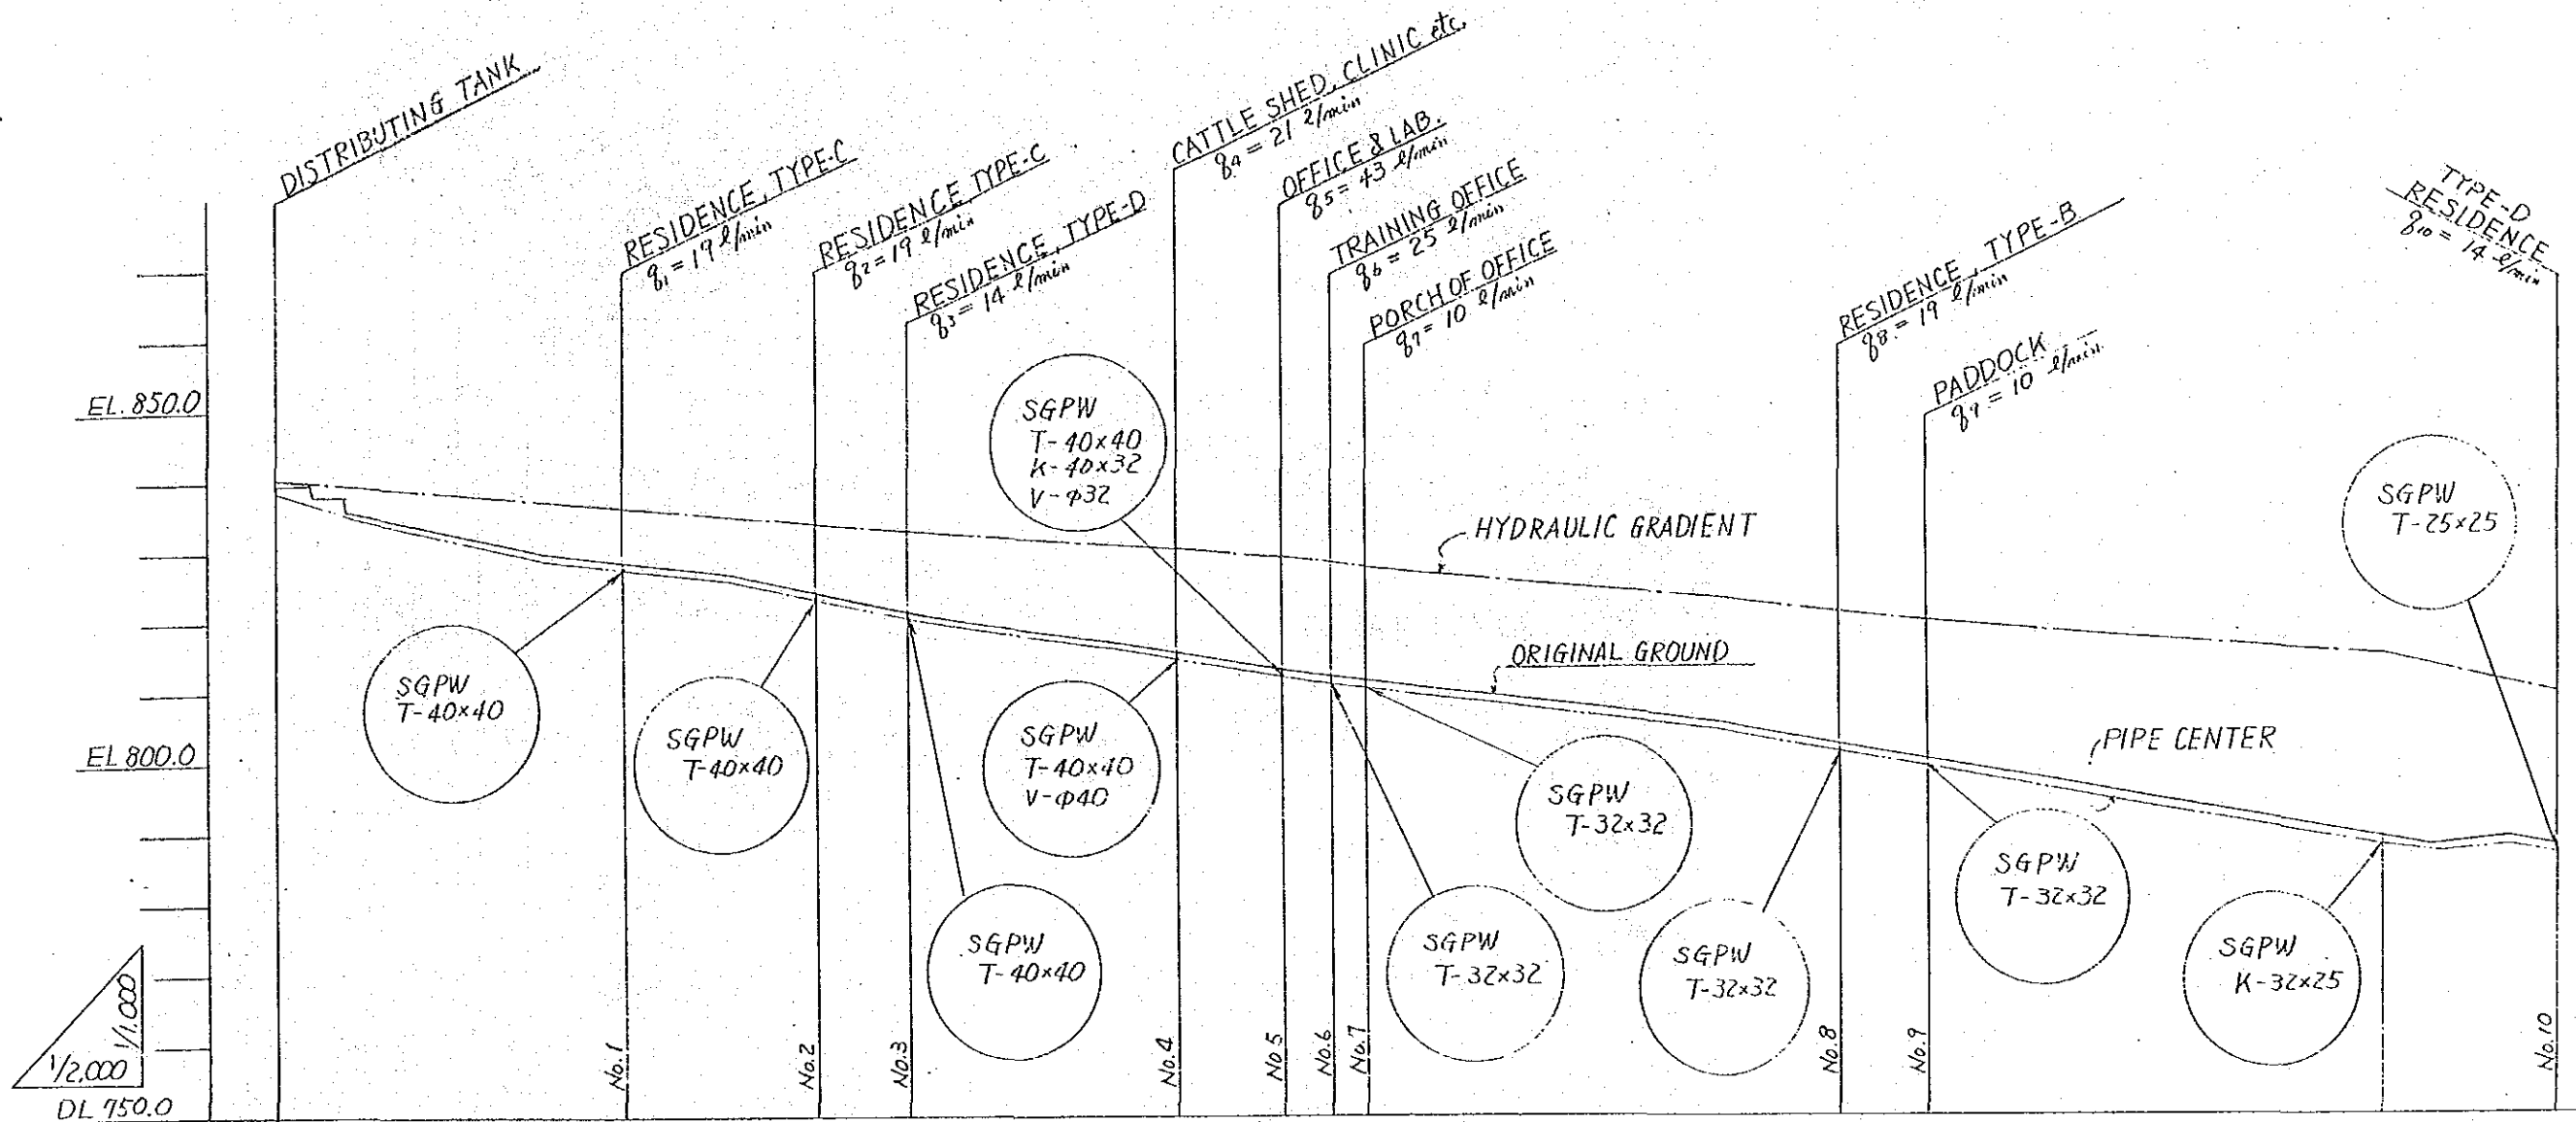 DISTRIBUTING TANK
RESIDENCE, TYPE-C
q1 = 19 l/min
RESIDENCE, TYPE-C
q2 = 19 l/min
RESIDENCE, TYPE-D
q3 = 14 l/min
CATTLE SHED, CLINIC etc.
q4 = 21 l/min
OFFICE & LAB.
q5 = 43 l/min
TRAINING OFFICE
q6 = 25 l/min
PORCH OF OFFICE
q7 = 10 l/min
RESIDENCE, TYPE-B
q8 = 19 l/min
PADDOCK
q9 = 10 l/min
TYPE-D
RESIDENCE
q10 = 14 l/min
EL. 850.0
EL 800.0
DL 750.0
1/1.000
1/2.000
SGPW
T-40×40
K-40×32
V-φ32
SGPW
T-25×25
HYDRAULIC GRADIENT
ORIGINAL GROUND
PIPE CENTER
SGPW
T-40×40
SGPW
T-40×40
SGPW
T-40×40
V-φ40
SGPW
T-32×32
SGPW
T-40×40
SGPW
T-32×32
SGPW
T-32×32
SGPW
T-32×32
SGPW
K-32×25
No.1
No.2
No.3
No.4
No 5
No.6
No.7
No.8
No.9
No.10